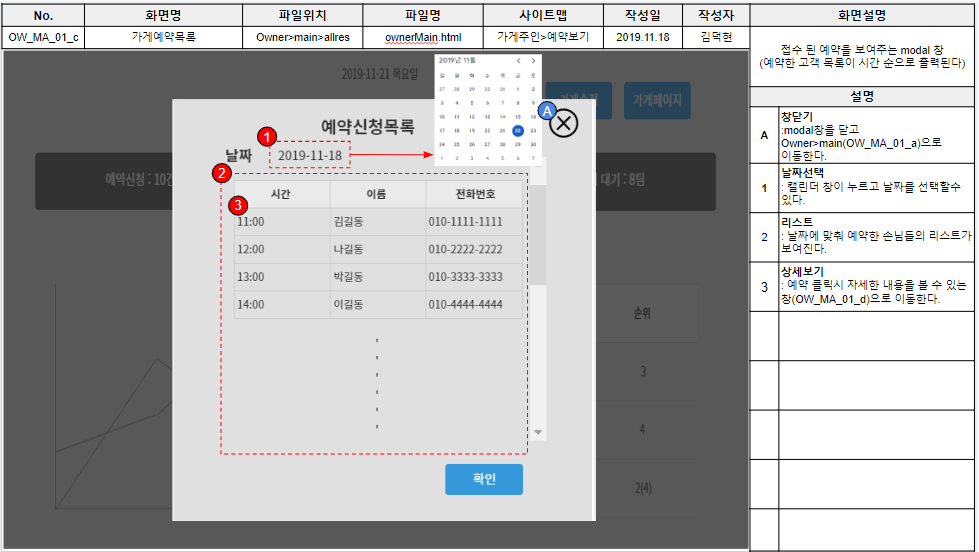 No. 화면명 파일위치 파일명 사이트맵 작성일 작성자 화면설명
OW_MA_01_c 가게예약목록 Owner>main>allres ownerMain.html 가게주인>예약보기 2019.11.18 김덕현
접수 된 예약을 보여주는 modal 창
(예약한 고객 목록이 시간 순으로 출력된다)
2019-11-21 목요일
가게페이지
2019년 11월
일 월 화 수 목 금 토
27 28 29 30 31 1 2
3 4 5 6 7 8 9
10 11 12 13 14 15 16
17 18 19 20 21 22 23
24 25 26 27 28 29 30
1 2 3 4 5 6 7
A
예약신청목록
1
날짜 2019-11-18
2
예약신청 : 10건
대기 : 8팀
시간 이름 전화번호
3
11:00 김길동 010-1111-1111
12:00 나길동 010-2222-2222
13:00 박길동 010-3333-3333
14:00 이길동 010-4444-4444
확인
순위
3
4
2(4)
설명
A
창닫기
:modal창을 닫고
Owner>main(OW_MA_01_a)으로
이동한다.
1
날짜선택
: 캘린더 창이 누르고 날짜를 선택할수
있다.
2
리스트
: 날짜에 맞춰 예약한 손님들의 리스트가
보여진다.
3
상세보기
: 예약 클릭시 자세한 내용을 볼 수 있는
창(OW_MA_01_d)으로 이동한다.